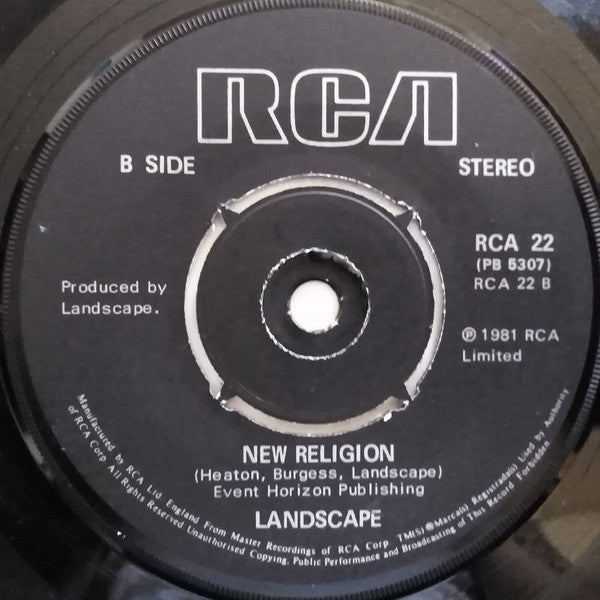 RCA
B SIDE
STEREO
RCA 22
(PB 5307)
RCA 22 B
Produced by
Landscape.
℗ 1981 RCA
Limited
NEW RELIGION
(Heaton, Burgess, Landscape)
Event Horizon Publishing
LANDSCAPE
Manufactured by RCA Ltd. England From Master Recordings of RCA Corp. TM(S)®Marca(s) Registrada(s) Used by Authority
of RCA Corp All Rights Reserved Unauthorised Copying, Public Performance and Broadcasting of This Record Forbidden